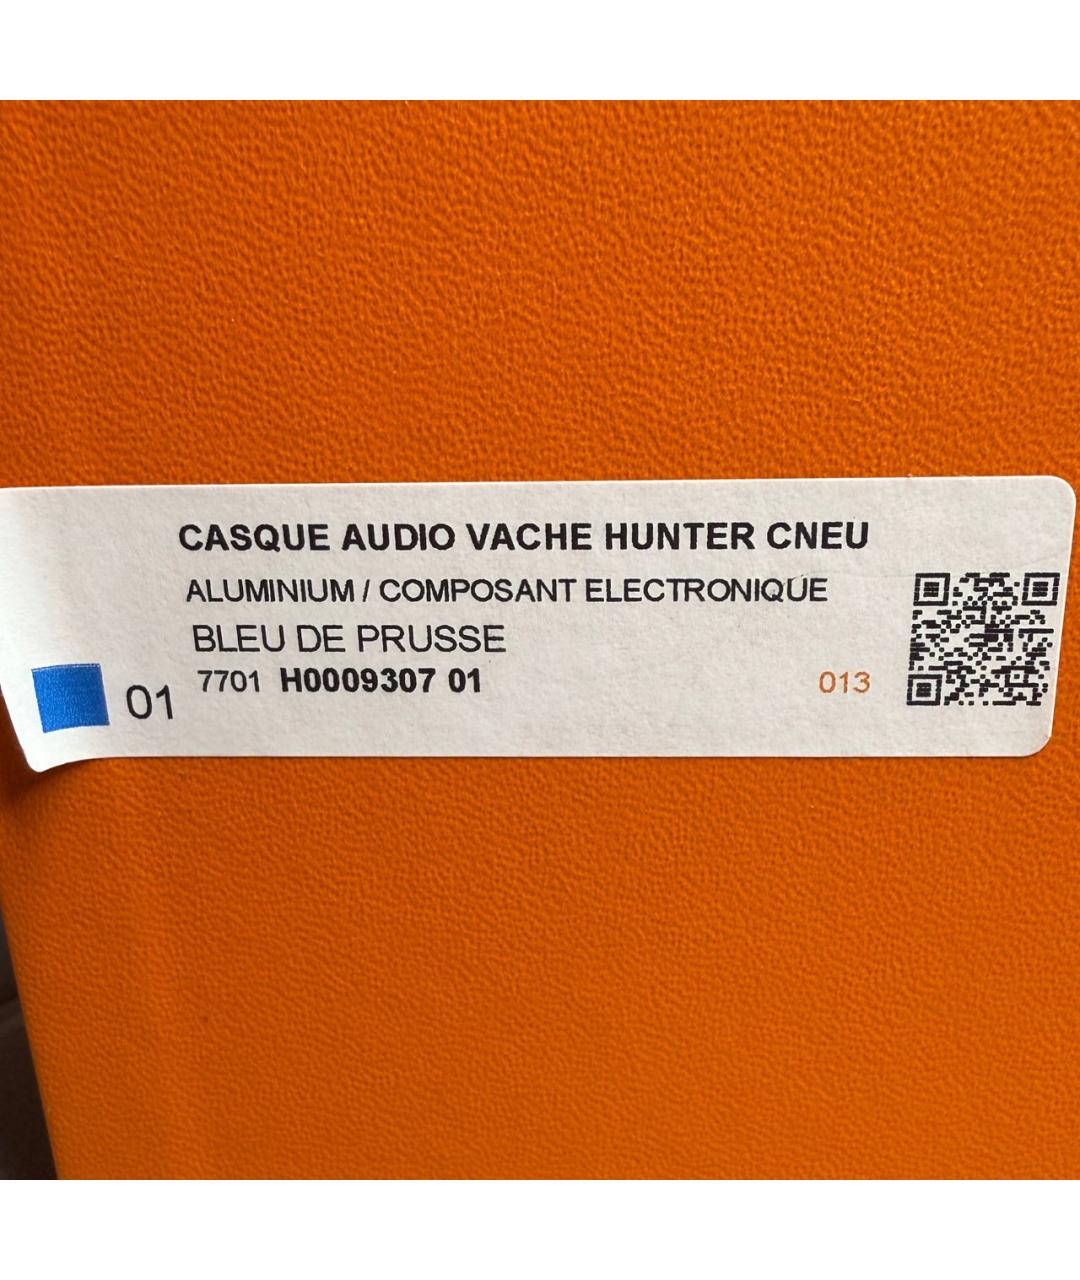 CASQUE AUDIO VACHE HUNTER CNEU
ALUMINIUM / COMPOSANT ELECTRONIQUE
BLEU DE PRUSSE
01 7701 H0009307 01 013